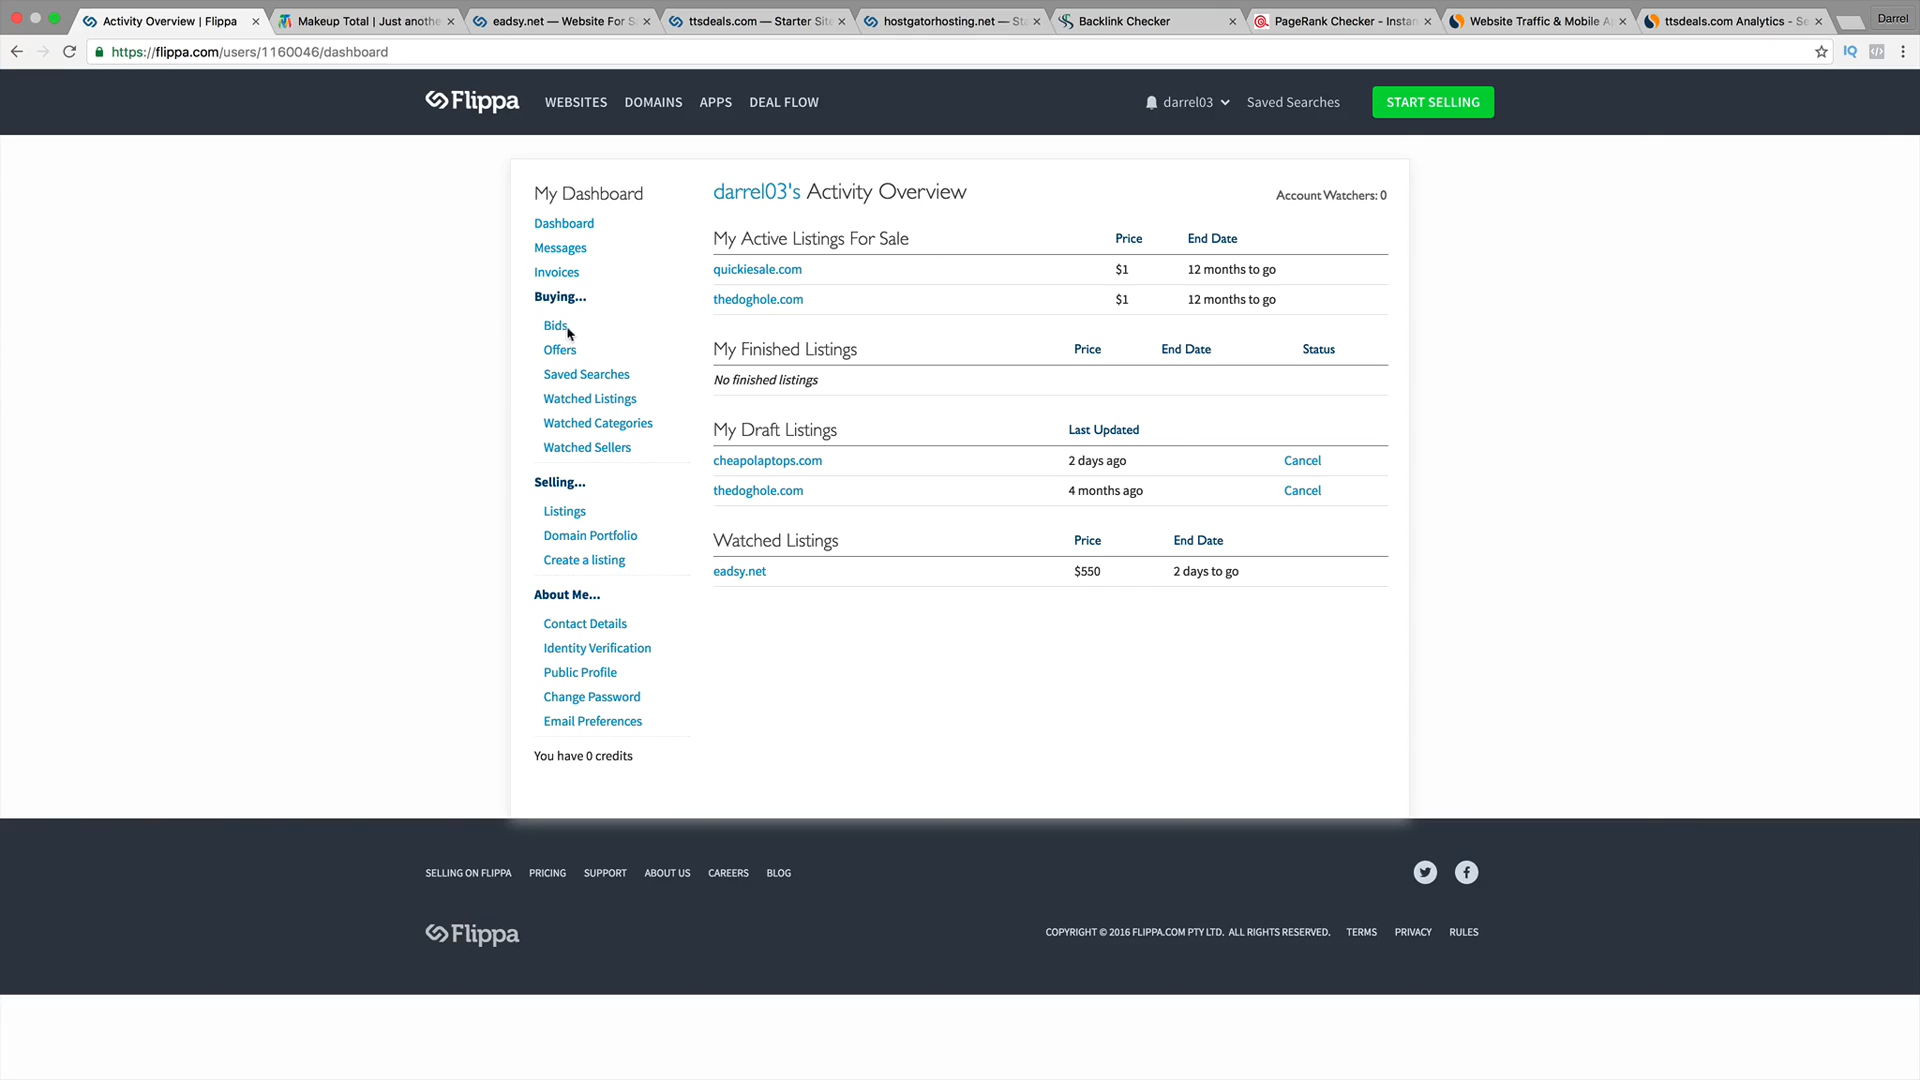 Activity Overview | Flippa
Makeup Total | Just anothe
eadsy.net — Website For S
ttsdeals.com — Starter Site
hostgatorhosting.net — Sta
Backlink Checker
PageRank Checker - Instan
Website Traffic & Mobile A
ttsdeals.com Analytics - Se
Darrel
https://flippa.com/users/1160046/dashboard
IQ
Flippa
WEBSITES DOMAINS APPS DEAL FLOW
darrel03 Saved Searches START SELLING
My Dashboard
Dashboard
Messages
Invoices
Buying...
Bids
Offers
Saved Searches
Watched Listings
Watched Categories
Watched Sellers
Selling...
Listings
Domain Portfolio
Create a listing
About Me...
Contact Details
Identity Verification
Public Profile
Change Password
Email Preferences
You have 0 credits
darrel03's Activity Overview
Account Watchers: 0
My Active Listings For Sale Price End Date
quickiesale.com $1 12 months to go
thedoghole.com $1 12 months to go
My Finished Listings Price End Date Status
No finished listings
My Draft Listings Last Updated
cheapolaptops.com 2 days ago Cancel
thedoghole.com 4 months ago Cancel
Watched Listings Price End Date
eadsy.net $550 2 days to go
SELLING ON FLIPPA PRICING SUPPORT ABOUT US CAREERS BLOG
Flippa
COPYRIGHT © 2016 FLIPPA.COM PTY LTD. ALL RIGHTS RESERVED. TERMS PRIVACY RULES